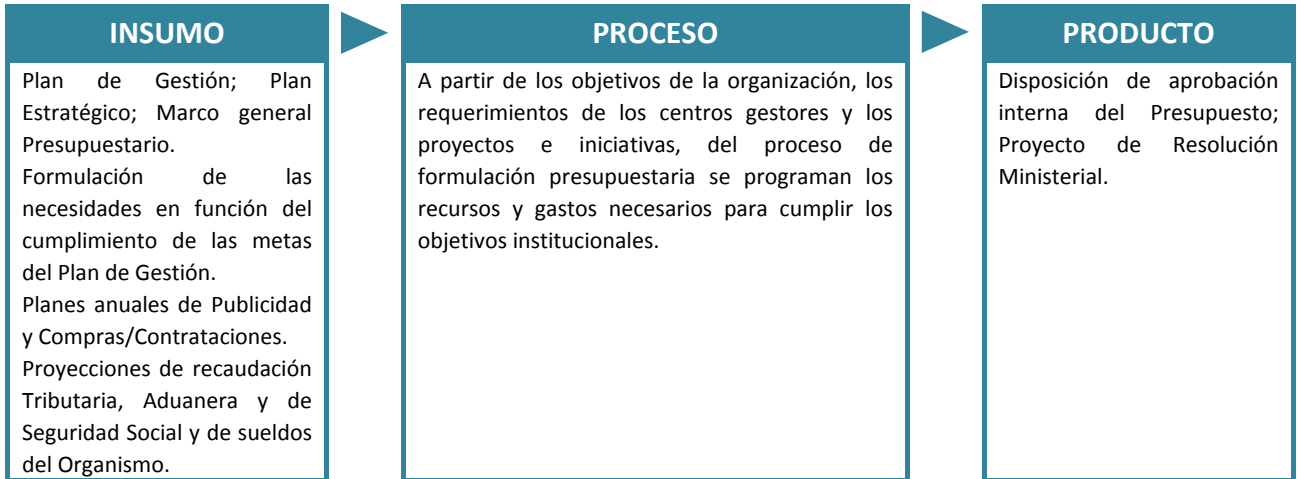 INSUMO
Plan de Gestión; Plan
Estratégico; Marco general
Presupuestario.
Formulación de las
necesidades en función del
cumplimiento de las metas
del Plan de Gestión.
Planes anuales de Publicidad
y Compras/Contrataciones.
Proyecciones de recaudación
Tributaria, Aduanera y de
Seguridad Social y de sueldos
del Organismo.
PROCESO
A partir de los objetivos de la organización, los
requerimientos de los centros gestores y los
proyectos e iniciativas, del proceso de
formulación presupuestaria se programan los
recursos y gastos necesarios para cumplir los
objetivos institucionales.
PRODUCTO
Disposición de aprobación
interna del Presupuesto;
Proyecto de Resolución
Ministerial.